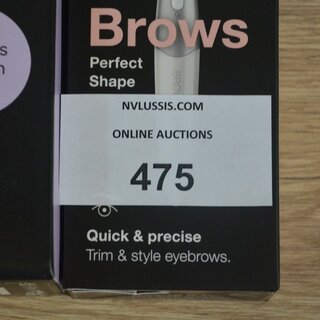 Brows
Perfect
Shape
s
n
NVLUSSIS.COM
ONLINE AUCTIONS
475
Quick & precise
Trim & style eyebrows.